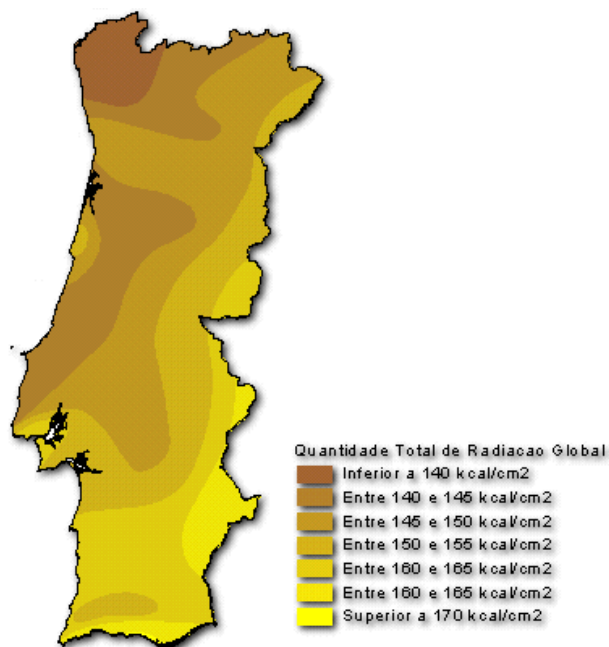 Quantidade Total de Radiacao Global
Inferior a 140 kcal/cm2
Entre 140 e 145 kcal/cm2
Entre 145 e 150 kcal/cm2
Entre 150 e 155 kcal/cm2
Entre 160 e 165 kcal/cm2
Entre 160 e 165 kcal/cm2
Superior a 170 kcal/cm2